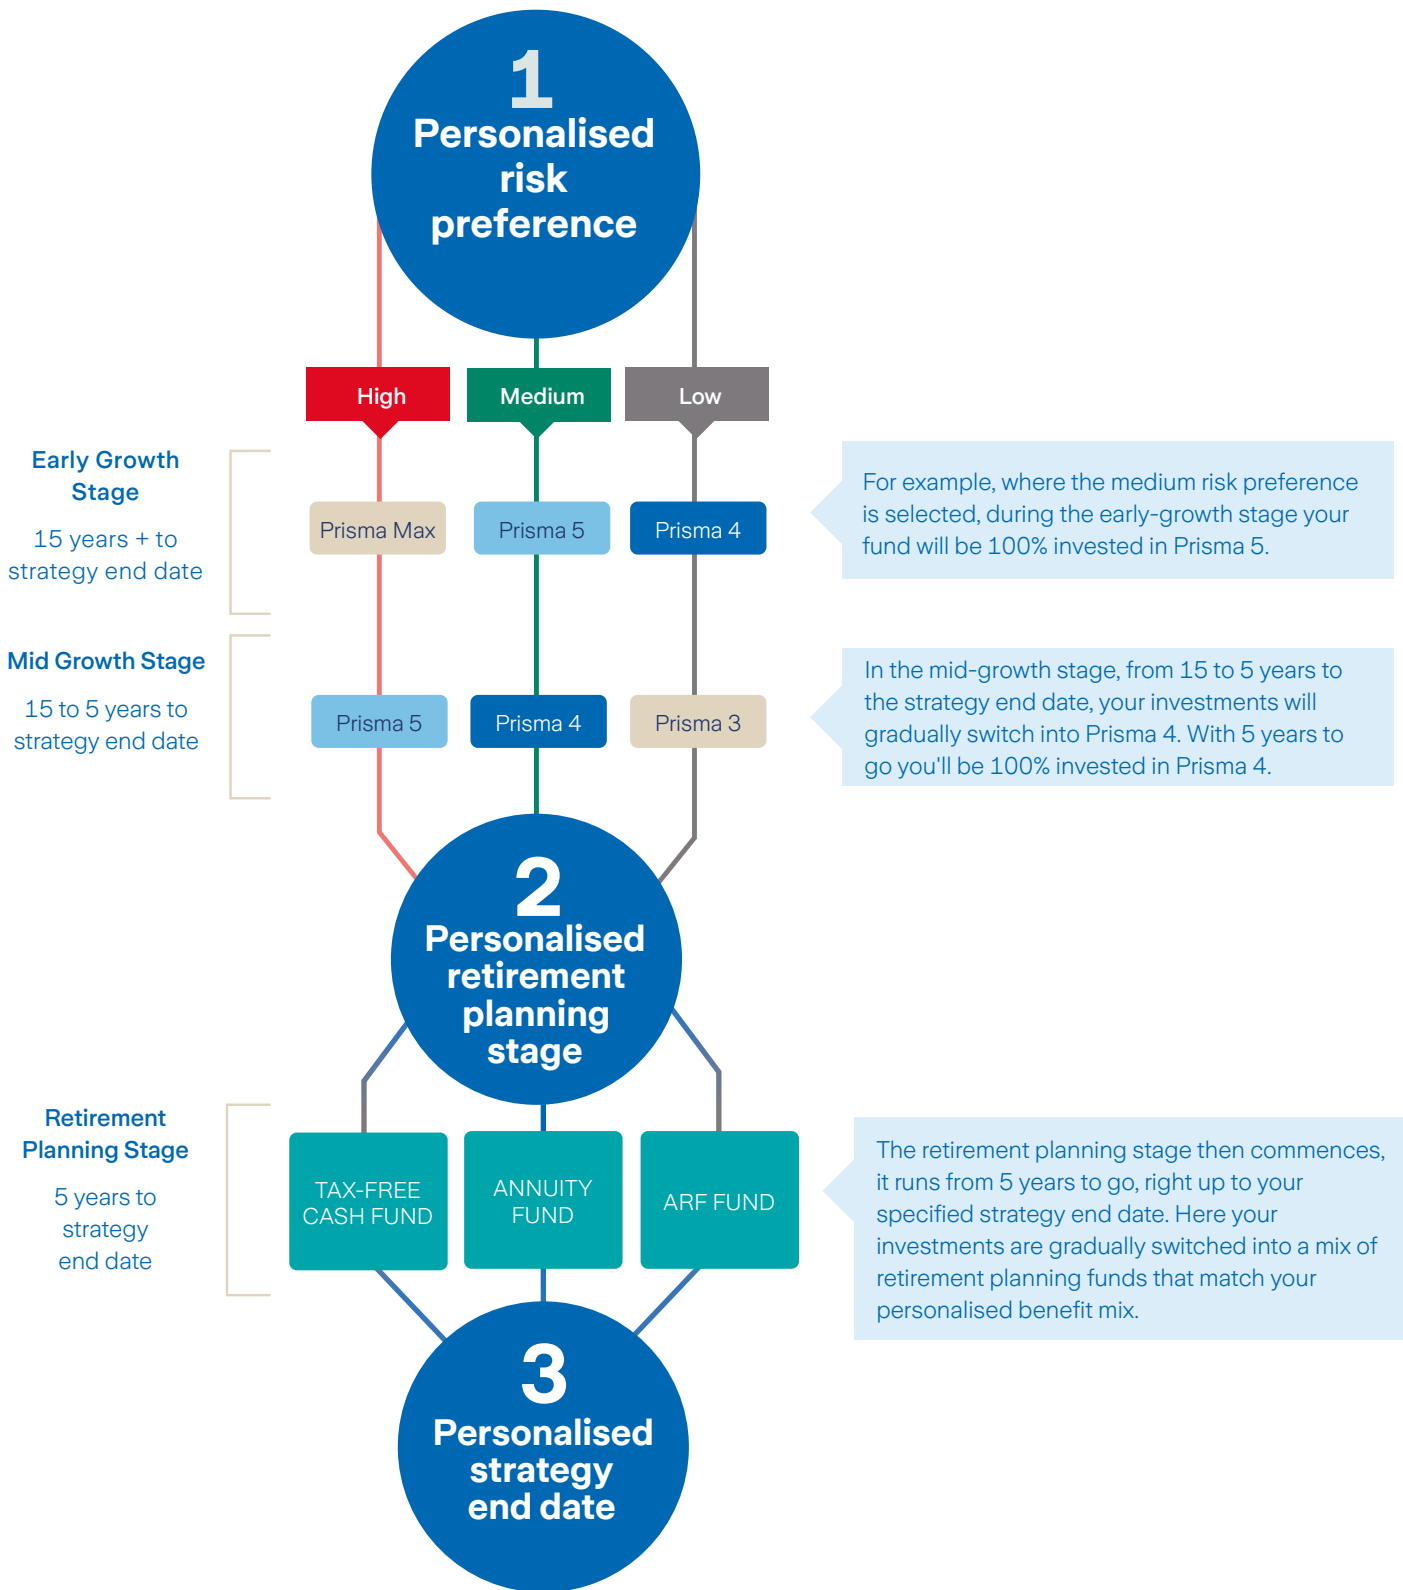 1
Personalised
risk
preference
High
Medium
Low
Early Growth
Stage
15 years + to
strategy end date
Prisma Max
Prisma 5
Prisma 4
For example, where the medium risk preference
is selected, during the early-growth stage your
fund will be 100% invested in Prisma 5.
Mid Growth Stage
15 to 5 years to
strategy end date
Prisma 5
Prisma 4
Prisma 3
In the mid-growth stage, from 15 to 5 years to
the strategy end date, your investments will
gradually switch into Prisma 4. With 5 years to
go you'll be 100% invested in Prisma 4.
2
Personalised
retirement
planning
stage
Retirement
Planning Stage
5 years to
strategy
end date
TAX-FREE
CASH FUND
ANNUITY
FUND
ARF FUND
The retirement planning stage then commences,
it runs from 5 years to go, right up to your
specified strategy end date. Here your
investments are gradually switched into a mix of
retirement planning funds that match your
personalised benefit mix.
3
Personalised
strategy
end date